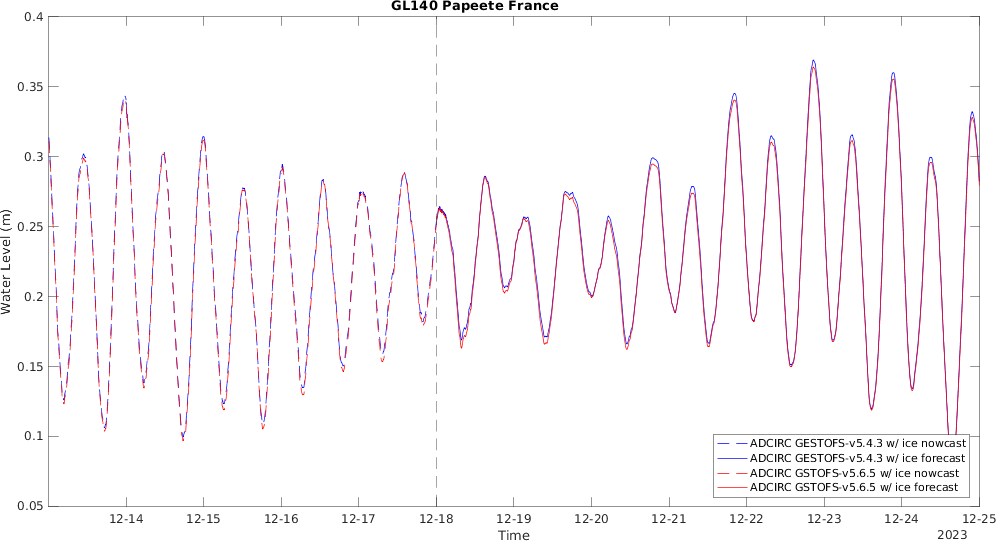 GL140 Papeete France
0.4
0.35
0.3
0.25
0.2
0.15
0.1
0.05
Water Level (m)
ADCIRC GESTOFS-v5.4.3 w/ ice nowcast
ADCIRC GESTOFS-v5.4.3 w/ ice forecast
ADCIRC GSTOFS-v5.6.5 w/ ice nowcast
ADCIRC GSTOFS-v5.6.5 w/ ice forecast
12-14 12-15 12-16 12-17 12-18 12-19 12-20 12-21 12-22 12-23 12-24 12-25
Time
2023